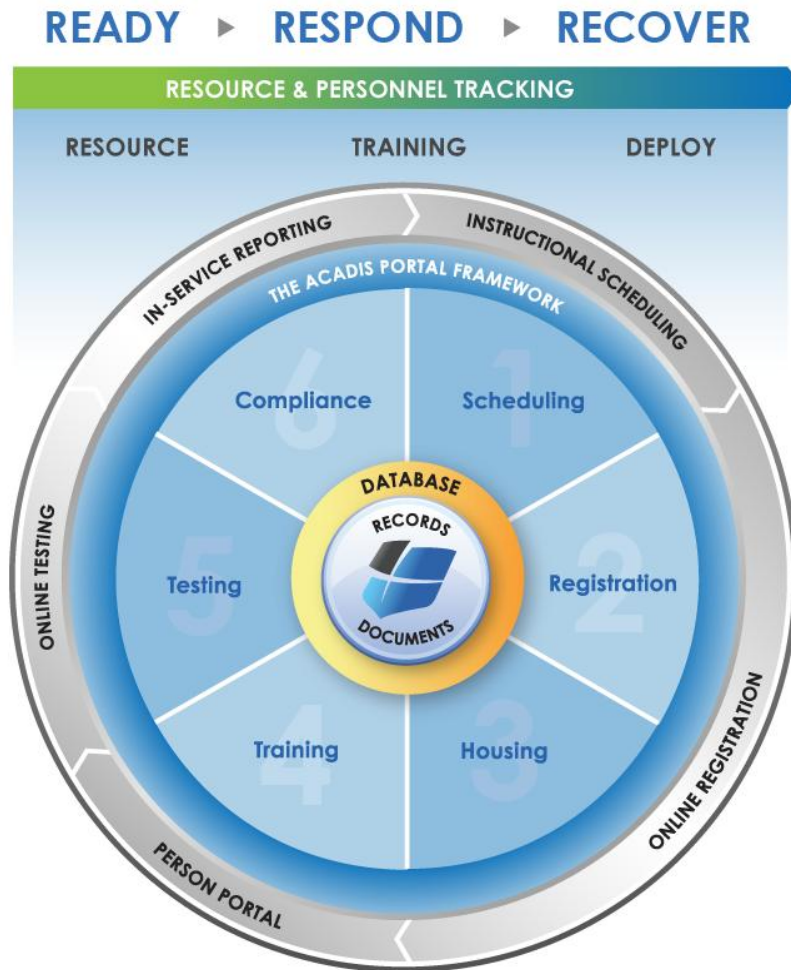 READY ▸ RESPOND ▸ RECOVER
RESOURCE & PERSONNEL TRACKING
RESOURCE TRAINING DEPLOY
IN-SERVICE REPORTING
INSTRUCTIONAL SCHEDULING
THE ACADIS PORTAL FRAMEWORK
6
Compliance
1
Scheduling
DATABASE
RECORDS
DOCUMENTS
5
Testing
2
Registration
4
Training
3
Housing
ONLINE TESTING
ONLINE REGISTRATION
PERSON PORTAL